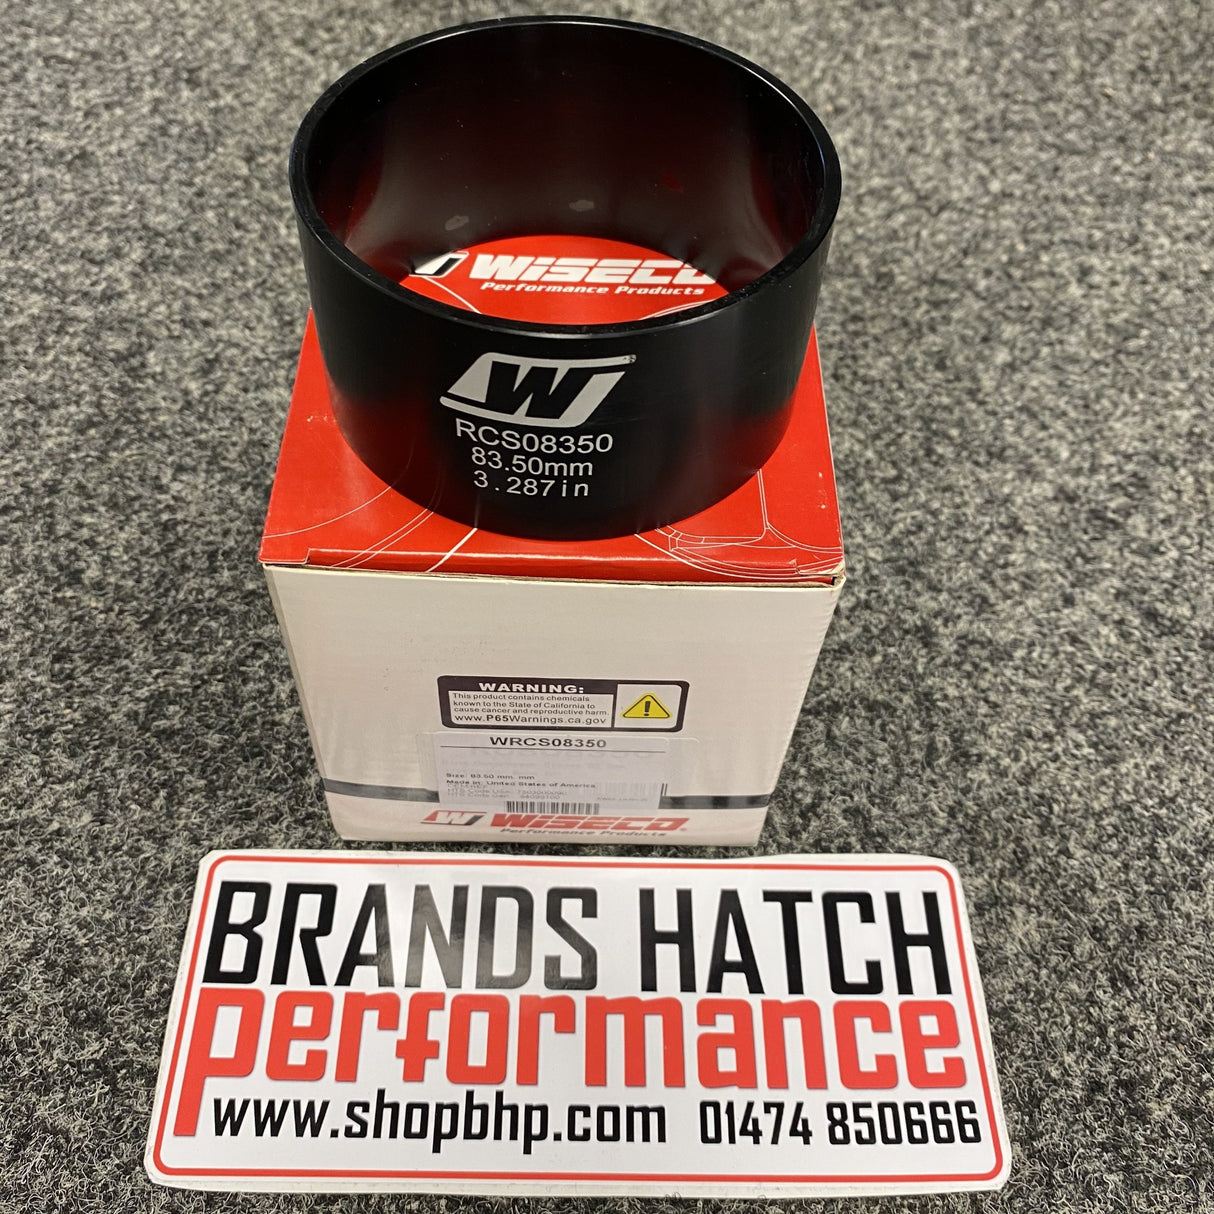 WISECO
Performance Products
W
RCS08350
83.50mm
3.287in
WARNING:
This product contains chemicals
known to the State of California to
cause cancer and reproductive harm.
www.P65Warnings.ca.gov
WRCS08350
Size: 83.50 mm. mm
Made in: United States of America
W WISECO
Performance Products
BRANDS HATCH
performance
www.shopbhp.com 01474 850666